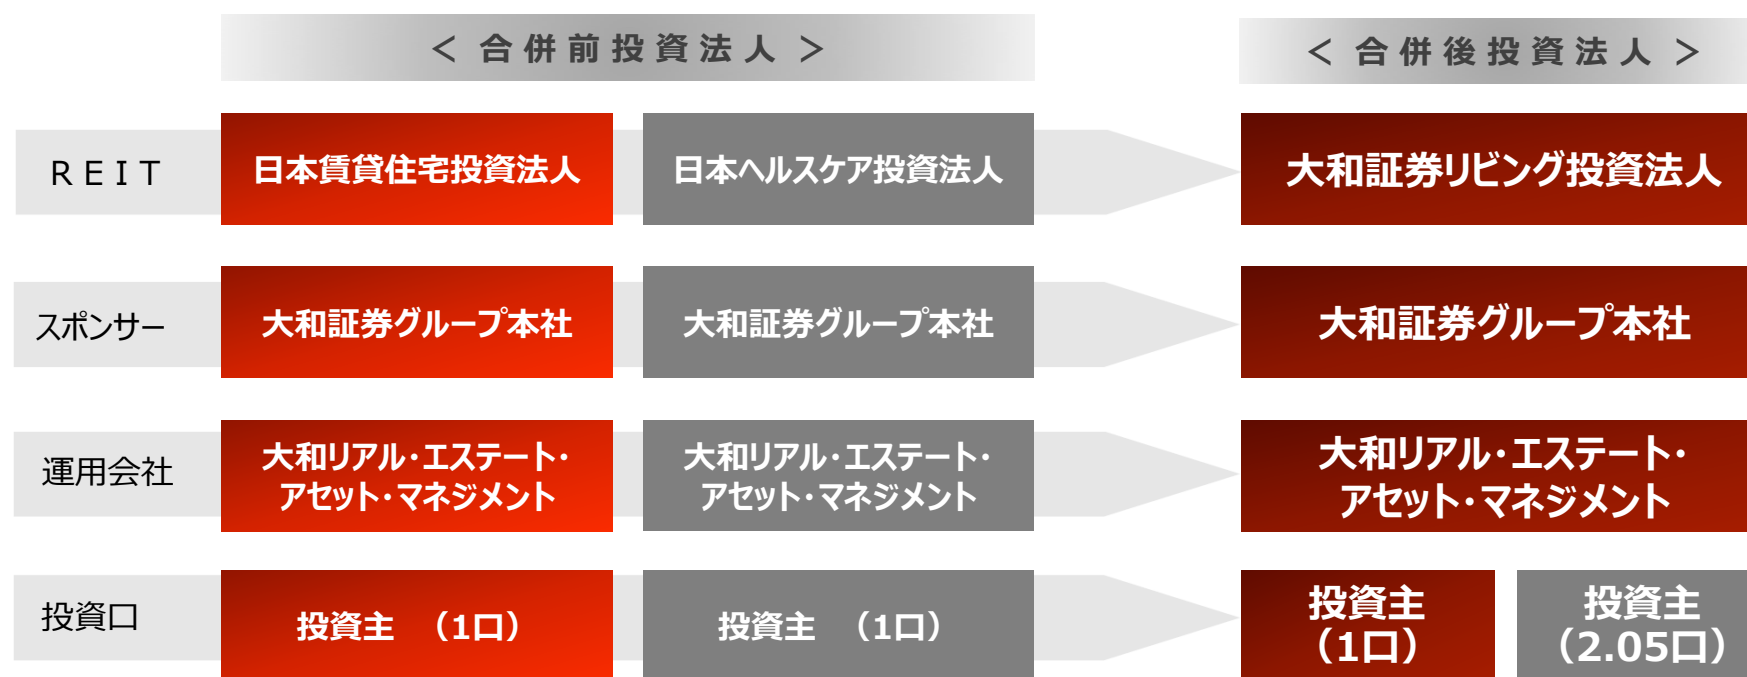 ＜ 合 併 前 投 資 法 人 ＞
＜ 合 併 後 投 資 法 人 ＞
ＲＥＩＴ
日本賃貸住宅投資法人
日本ヘルスケア投資法人
大和証券リビング投資法人
スポンサー
大和証券グループ本社
大和証券グループ本社
大和証券グループ本社
運用会社
大和リアル・エステート・
アセット・マネジメント
大和リアル・エステート・
アセット・マネジメント
大和リアル・エステート・
アセット・マネジメント
投資口
投資主　（1口）
投資主　（1口）
投資主
（1口）
投資主
（2.05口）